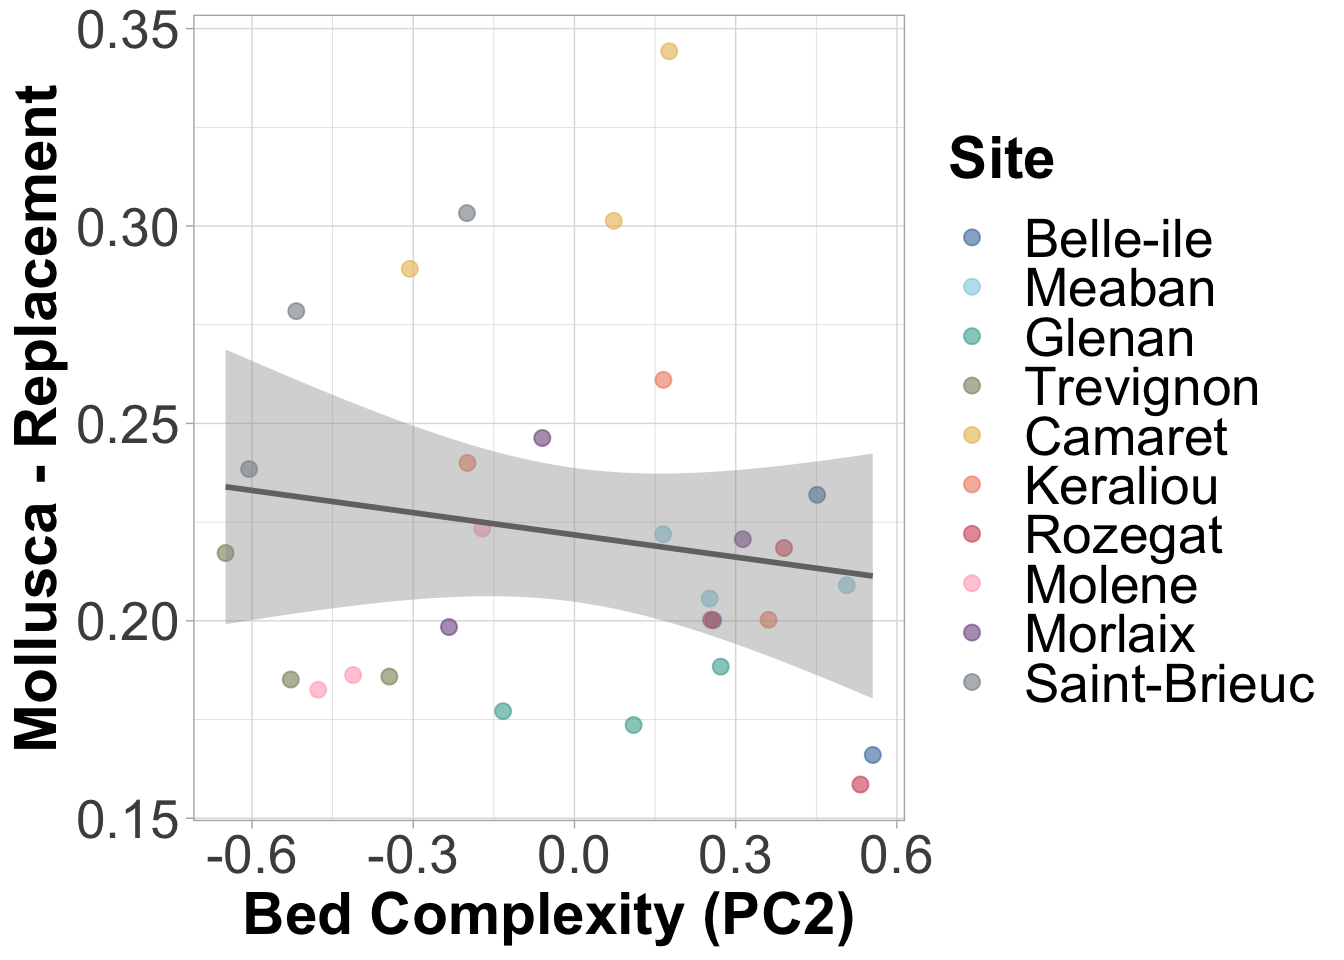 Mollusca - Replacement
0.35
0.30
0.25
0.20
0.15
-0.6 -0.3 0.0 0.3 0.6
Bed Complexity (PC2)
Site
Belle-ile
Meaban
Glenan
Trevignon
Camaret
Keraliou
Rozegat
Molene
Morlaix
Saint-Brieuc